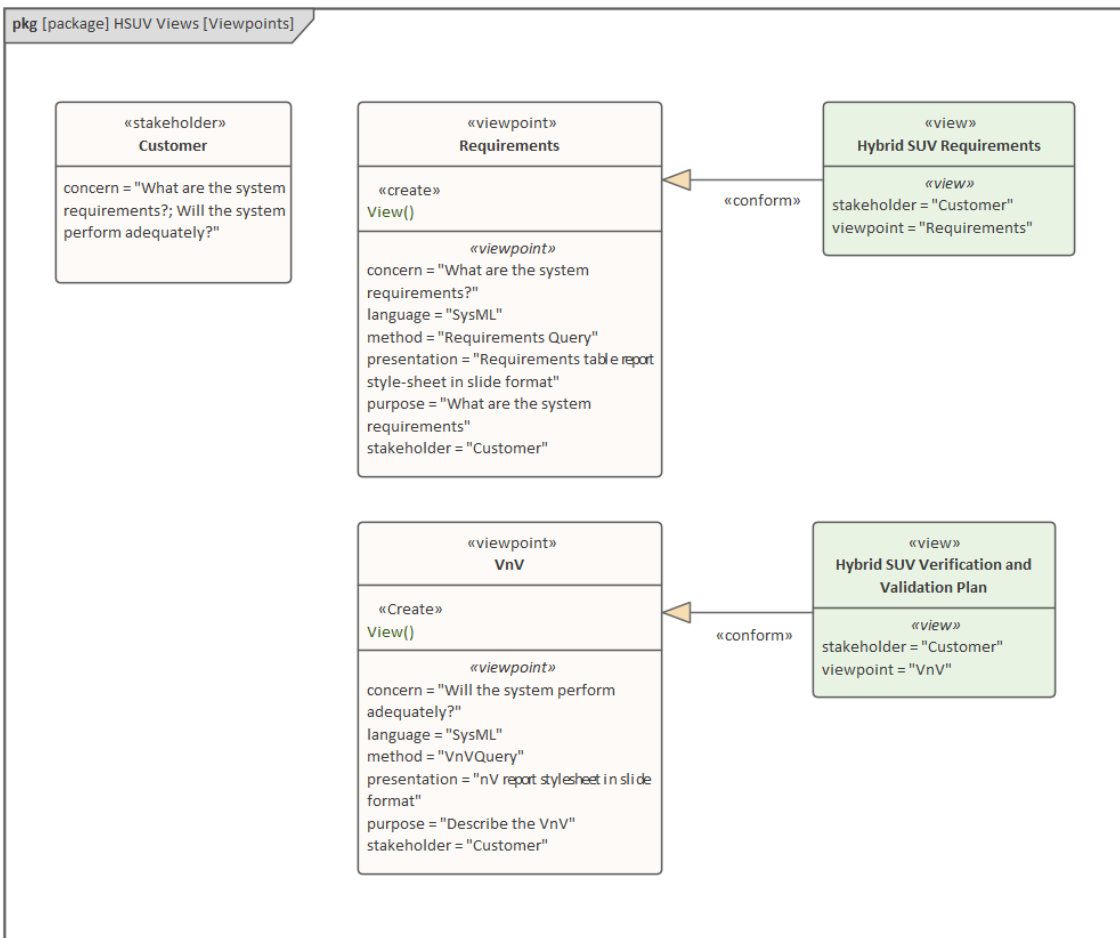 pkg [package] HSUV Views [Viewpoints]
«stakeholder»
Customer
concern = "What are the system
requirements?; Will the system
perform adequately?"
«viewpoint»
Requirements
«create»
View()
«viewpoint»
concern = "What are the system
requirements?"
language = "SysML"
method = "Requirements Query"
presentation = "Requirements table report
style-sheet in slide format"
purpose = "What are the system
requirements"
stakeholder = "Customer"
«conform»
«view»
Hybrid SUV Requirements
«view»
stakeholder = "Customer"
viewpoint = "Requirements"
«viewpoint»
VnV
«Create»
View()
«viewpoint»
concern = "Will the system perform
adequately?"
language = "SysML"
method = "VnVQuery"
presentation = "nV report stylesheet in slide
format"
purpose = "Describe the VnV"
stakeholder = "Customer"
«conform»
«view»
Hybrid SUV Verification and
Validation Plan
«view»
stakeholder = "Customer"
viewpoint = "VnV"